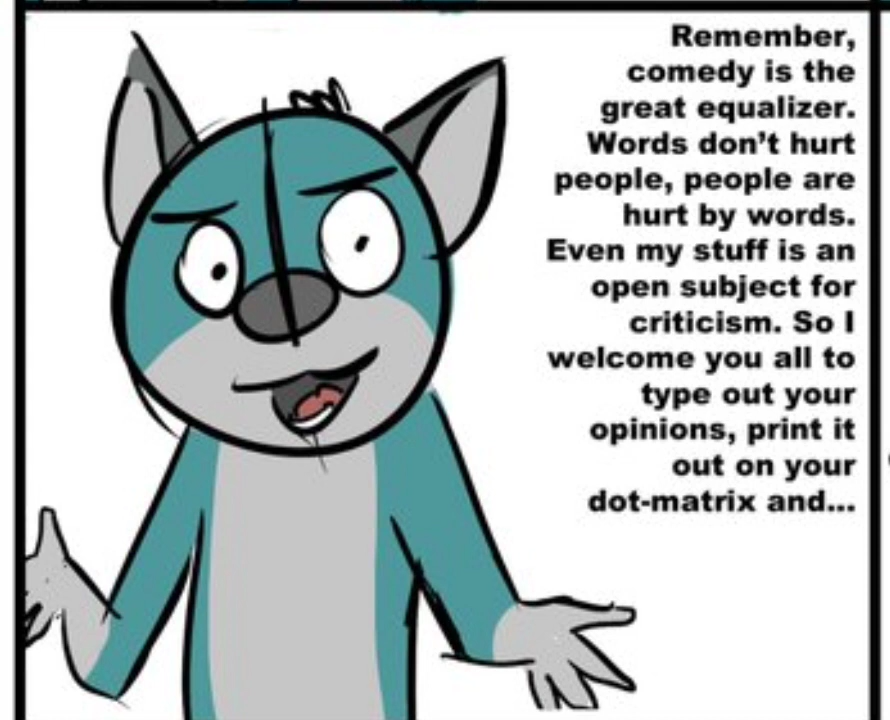 Remember,
comedy is the
great equalizer.
Words don't hurt
people, people are
hurt by words.
Even my stuff is an
open subject for
criticism. So I
welcome you all to
type out your
opinions, print it
out on your
dot-matrix and...